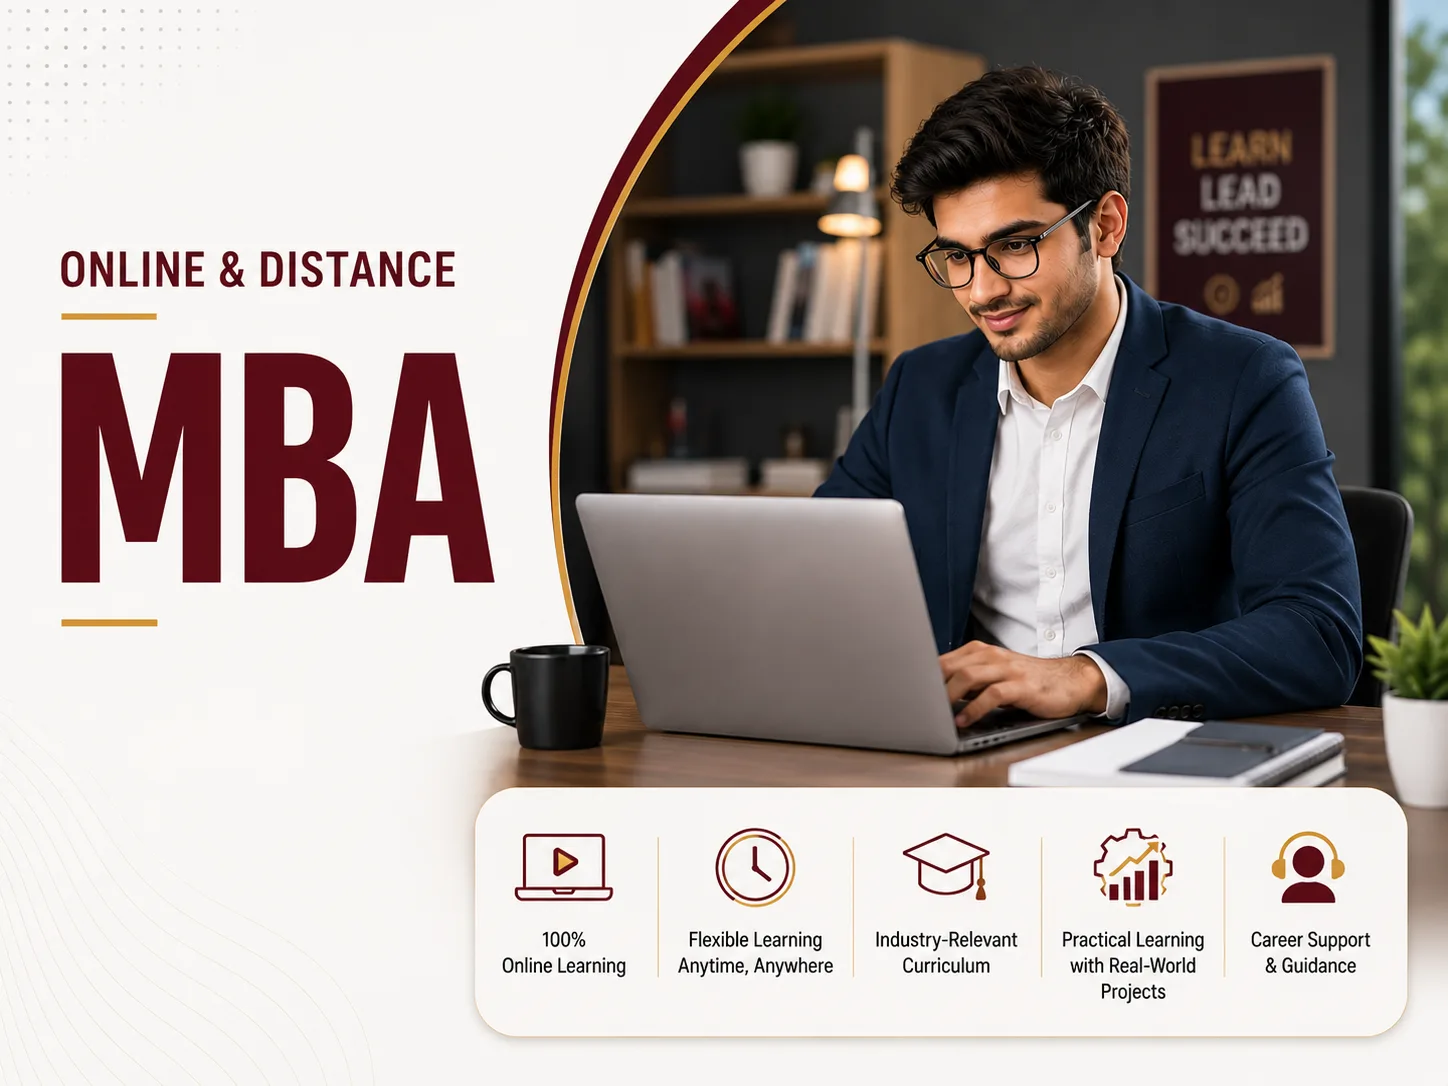 ONLINE & DISTANCE
MBA
LEARN
LEAD
SUCCEED
100%
Online Learning
Flexible Learning
Anytime, Anywhere
Industry-Relevant
Curriculum
Practical Learning
with Real-World
Projects
Career Support
& Guidance